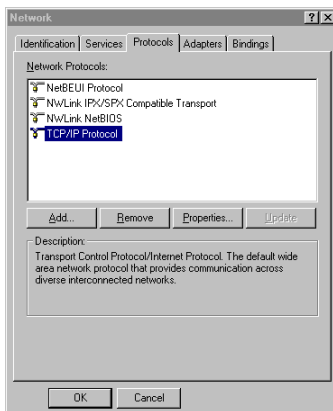 Network
Identification Services Protocols Adapters Bindings
Network Protocols:
NetBEUI Protocol
NWLink IPX/SPX Compatible Transport
NWLink NetBIOS
TCP/IP Protocol
Add... Remove Properties... Update
Description:
Transport Control Protocol/Internet Protocol. The default wide
area network protocol that provides communication across
diverse interconnected networks.
OK Cancel